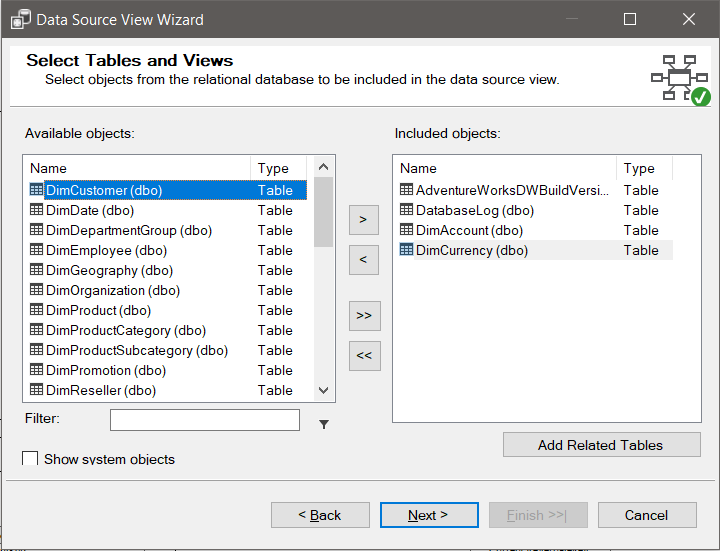 Data Source View Wizard
Select Tables and Views
Select objects from the relational database to be included in the data source view.
Available objects:
Name Type
DimCustomer (dbo) Table
DimDate (dbo) Table
DimDepartmentGroup (dbo) Table
DimEmployee (dbo) Table
DimGeography (dbo) Table
DimOrganization (dbo) Table
DimProduct (dbo) Table
DimProductCategory (dbo) Table
DimProductSubcategory (dbo) Table
DimPromotion (dbo) Table
DimReseller (dbo) Table
Filter:
Show system objects
>
<
>>
<<
Included objects:
Name Type
AdventureWorksDWBuildVersi... Table
DatabaseLog (dbo) Table
DimAccount (dbo) Table
DimCurrency (dbo) Table
Add Related Tables
< Back
Next >
Finish >>|
Cancel